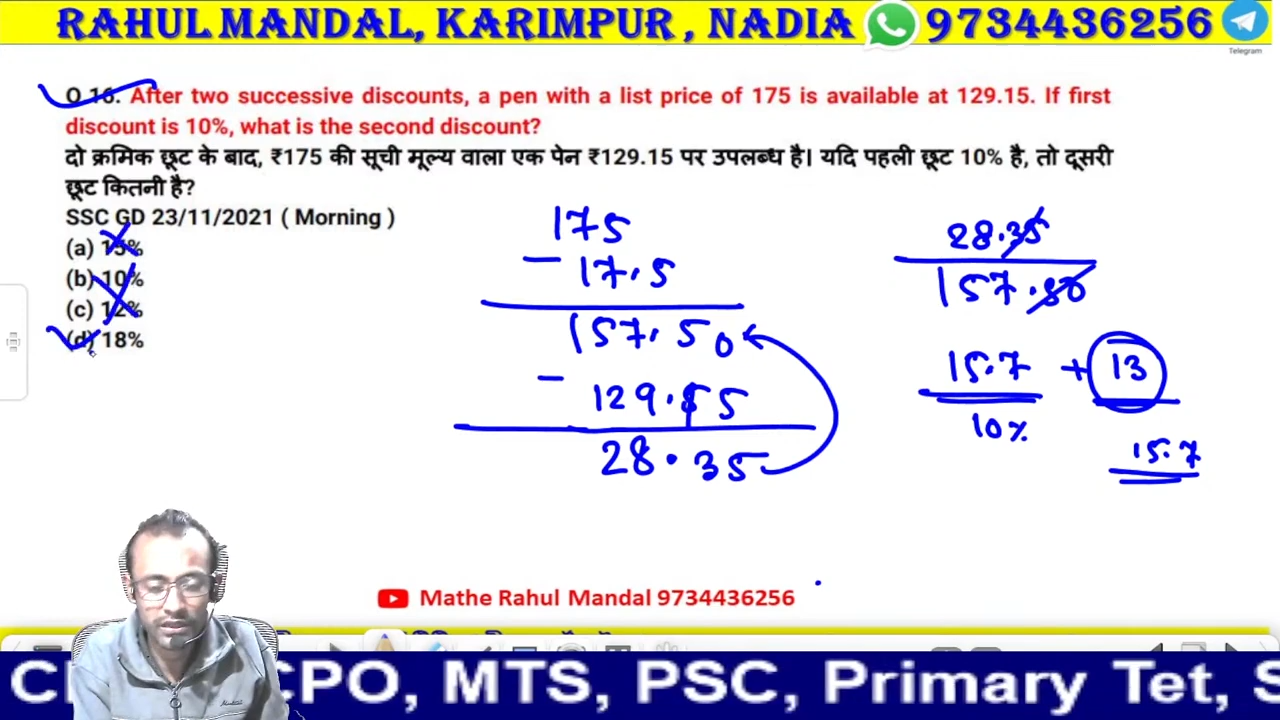 RAHUL MANDAL, KARIMPUR , NADIA 9734436256
Telegram
Q.16. After two successive discounts, a pen with a list price of 175 is available at 129.15. If first
discount is 10%, what is the second discount?
दो क्रमिक छूट के बाद, ₹175 की सूची मूल्य वाला एक पेन ₹129.15 पर उपलब्ध है। यदि पहली छूट 10% है, तो दूसरी
छूट कितनी है?
SSC GD 23/11/2021 ( Morning )
(a) 15%
(b) 10%
(c) 12%
(d) 18%
175
- 17.5
157.50
- 129.15
28.35
28.35
157.50
15.7 + 13
10%
15.7
Mathe Rahul Mandal 9734436256
CPO, MTS, PSC, Primary Tet, S